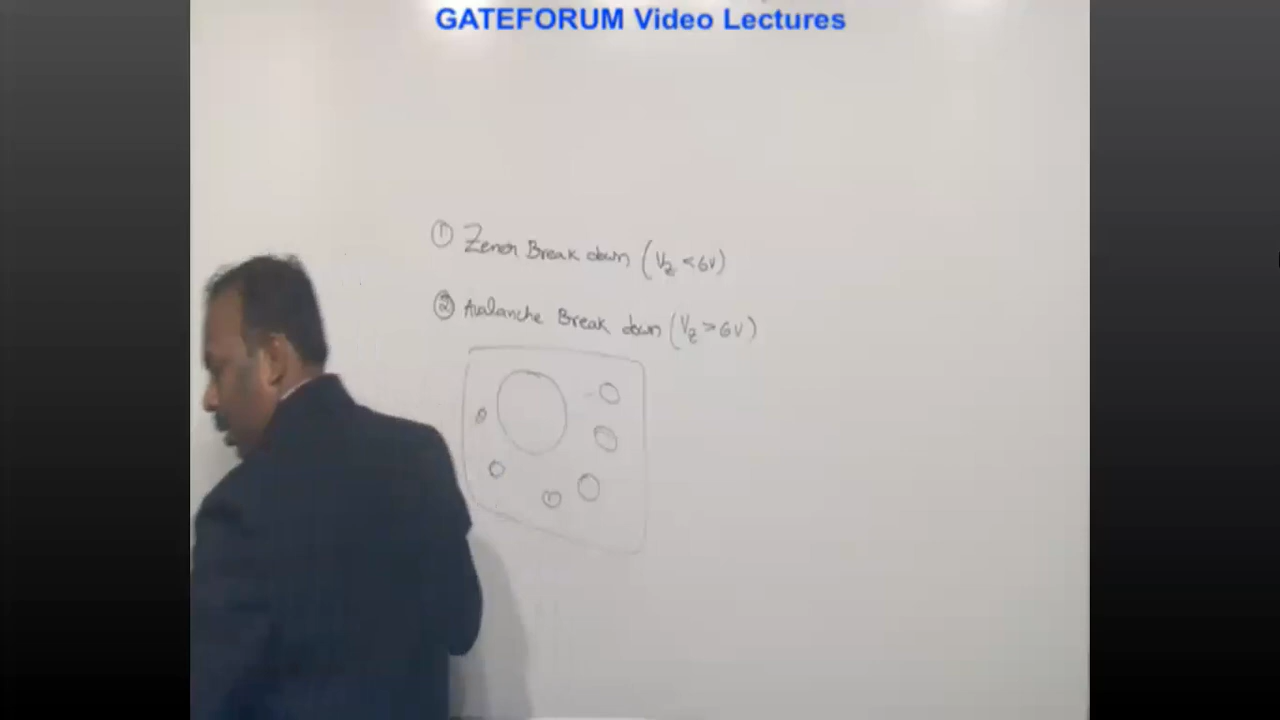 GATEFORUM Video Lectures
① Zener Break down (Vz < 6V)
② Avalanche Break down (Vz > 6V)